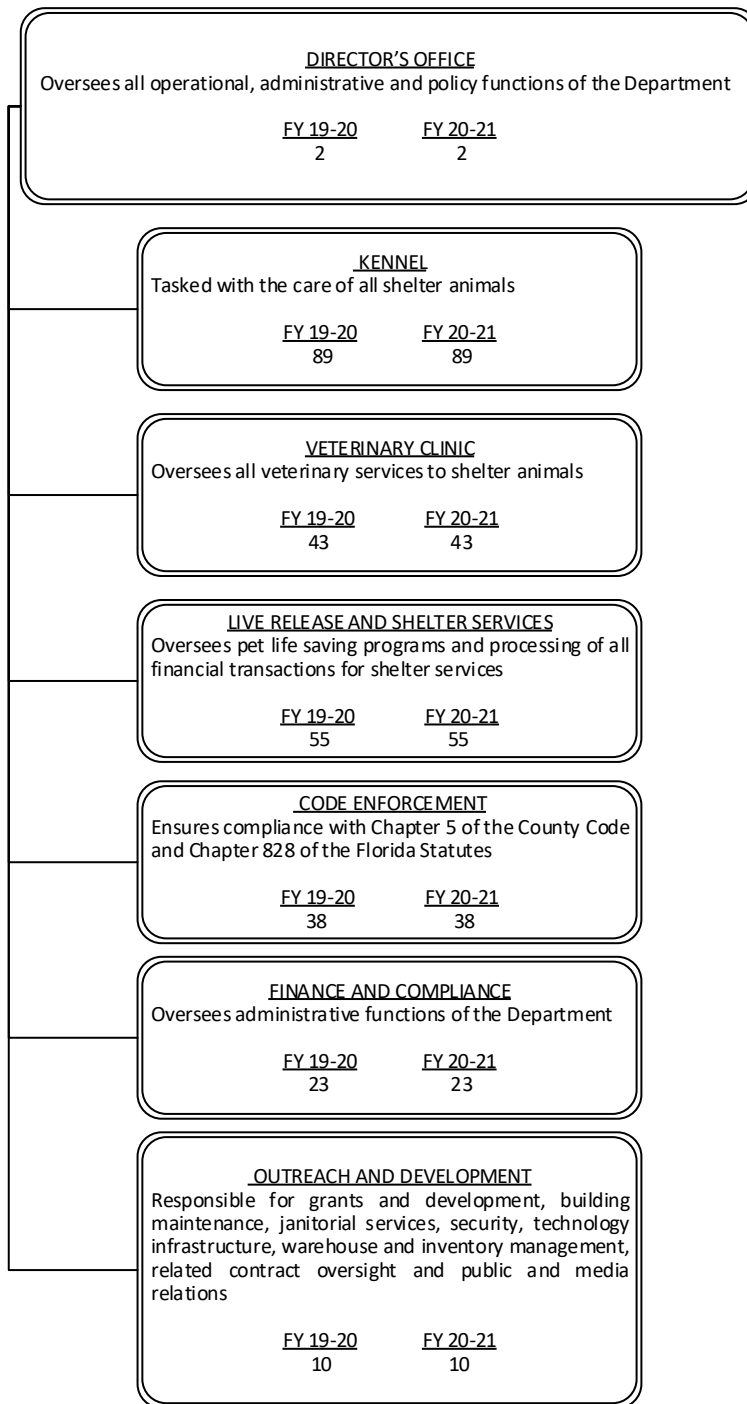 DIRECTOR’S OFFICE
Oversees all operational, administrative and policy functions of the Department
FY 19-20 FY 20-21
2 2
KENNEL
Tasked with the care of all shelter animals
FY 19-20 FY 20-21
89 89
VETERINARY CLINIC
Oversees all veterinary services to shelter animals
FY 19-20 FY 20-21
43 43
LIVE RELEASE AND SHELTER SERVICES
Oversees pet life saving programs and processing of all
financial transactions for shelter services
FY 19-20 FY 20-21
55 55
CODE ENFORCEMENT
Ensures compliance with Chapter 5 of the County Code
and Chapter 828 of the Florida Statutes
FY 19-20 FY 20-21
38 38
FINANCE AND COMPLIANCE
Oversees administrative functions of the Department
FY 19-20 FY 20-21
23 23
OUTREACH AND DEVELOPMENT
Responsible for grants and development, building
maintenance, janitorial services, security, technology
infrastructure, warehouse and inventory management,
related contract oversight and public and media
relations
FY 19-20 FY 20-21
10 10